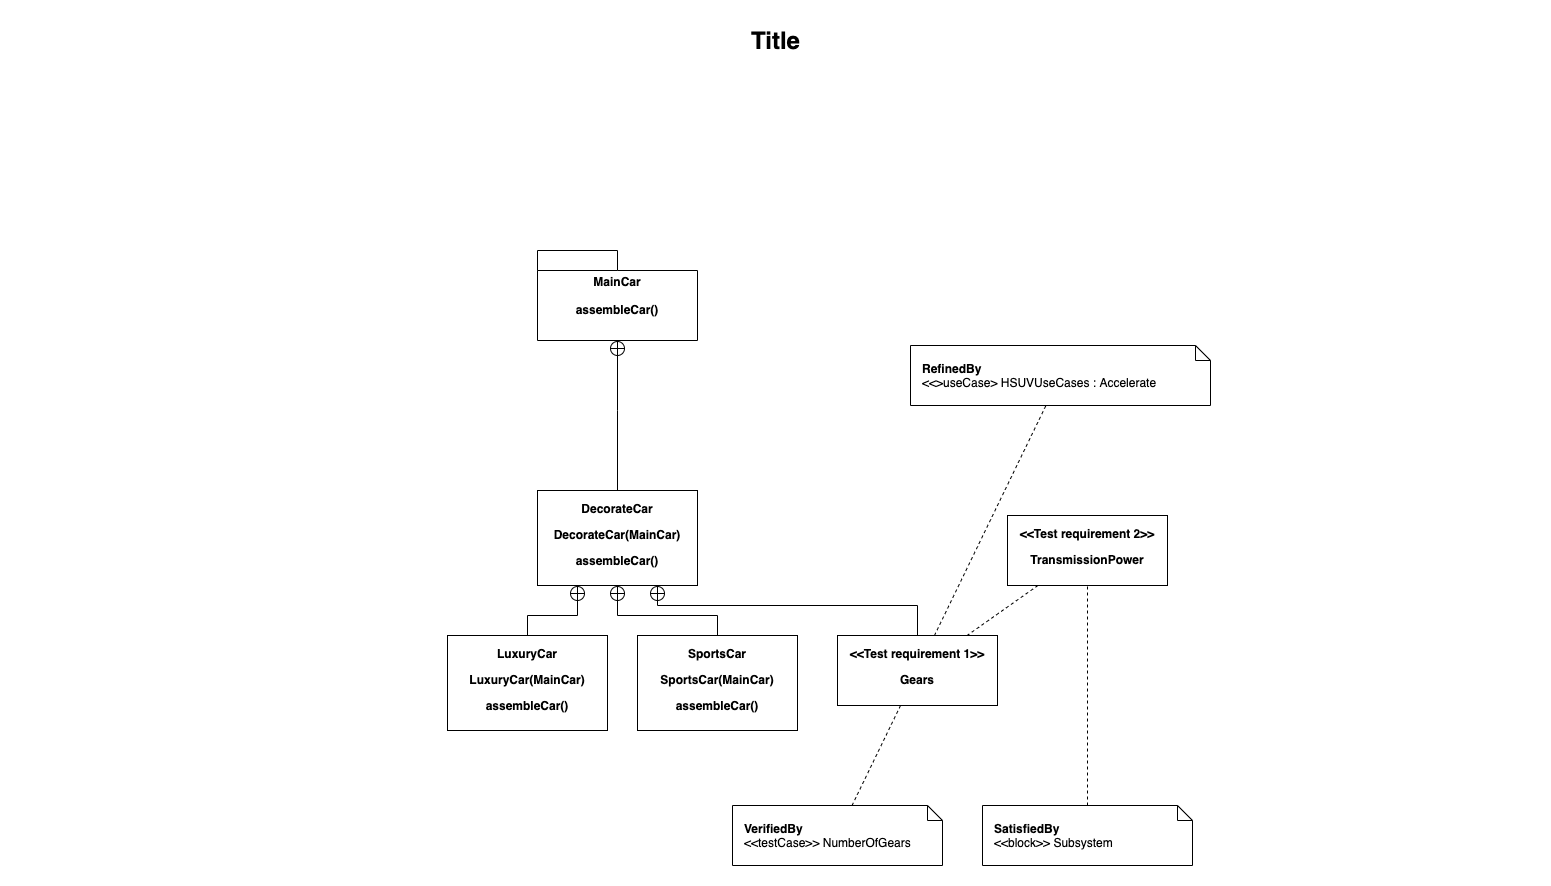 Title
MainCar
assembleCar()
RefinedBy
<<>useCase> HSUVUseCases : Accelerate
DecorateCar
DecorateCar(MainCar)
assembleCar()
<<Test requirement 2>>
TransmissionPower
LuxuryCar
LuxuryCar(MainCar)
assembleCar()
SportsCar
SportsCar(MainCar)
assembleCar()
<<Test requirement 1>>
Gears
VerifiedBy
<<testCase>> NumberOfGears
SatisfiedBy
<<block>> Subsystem